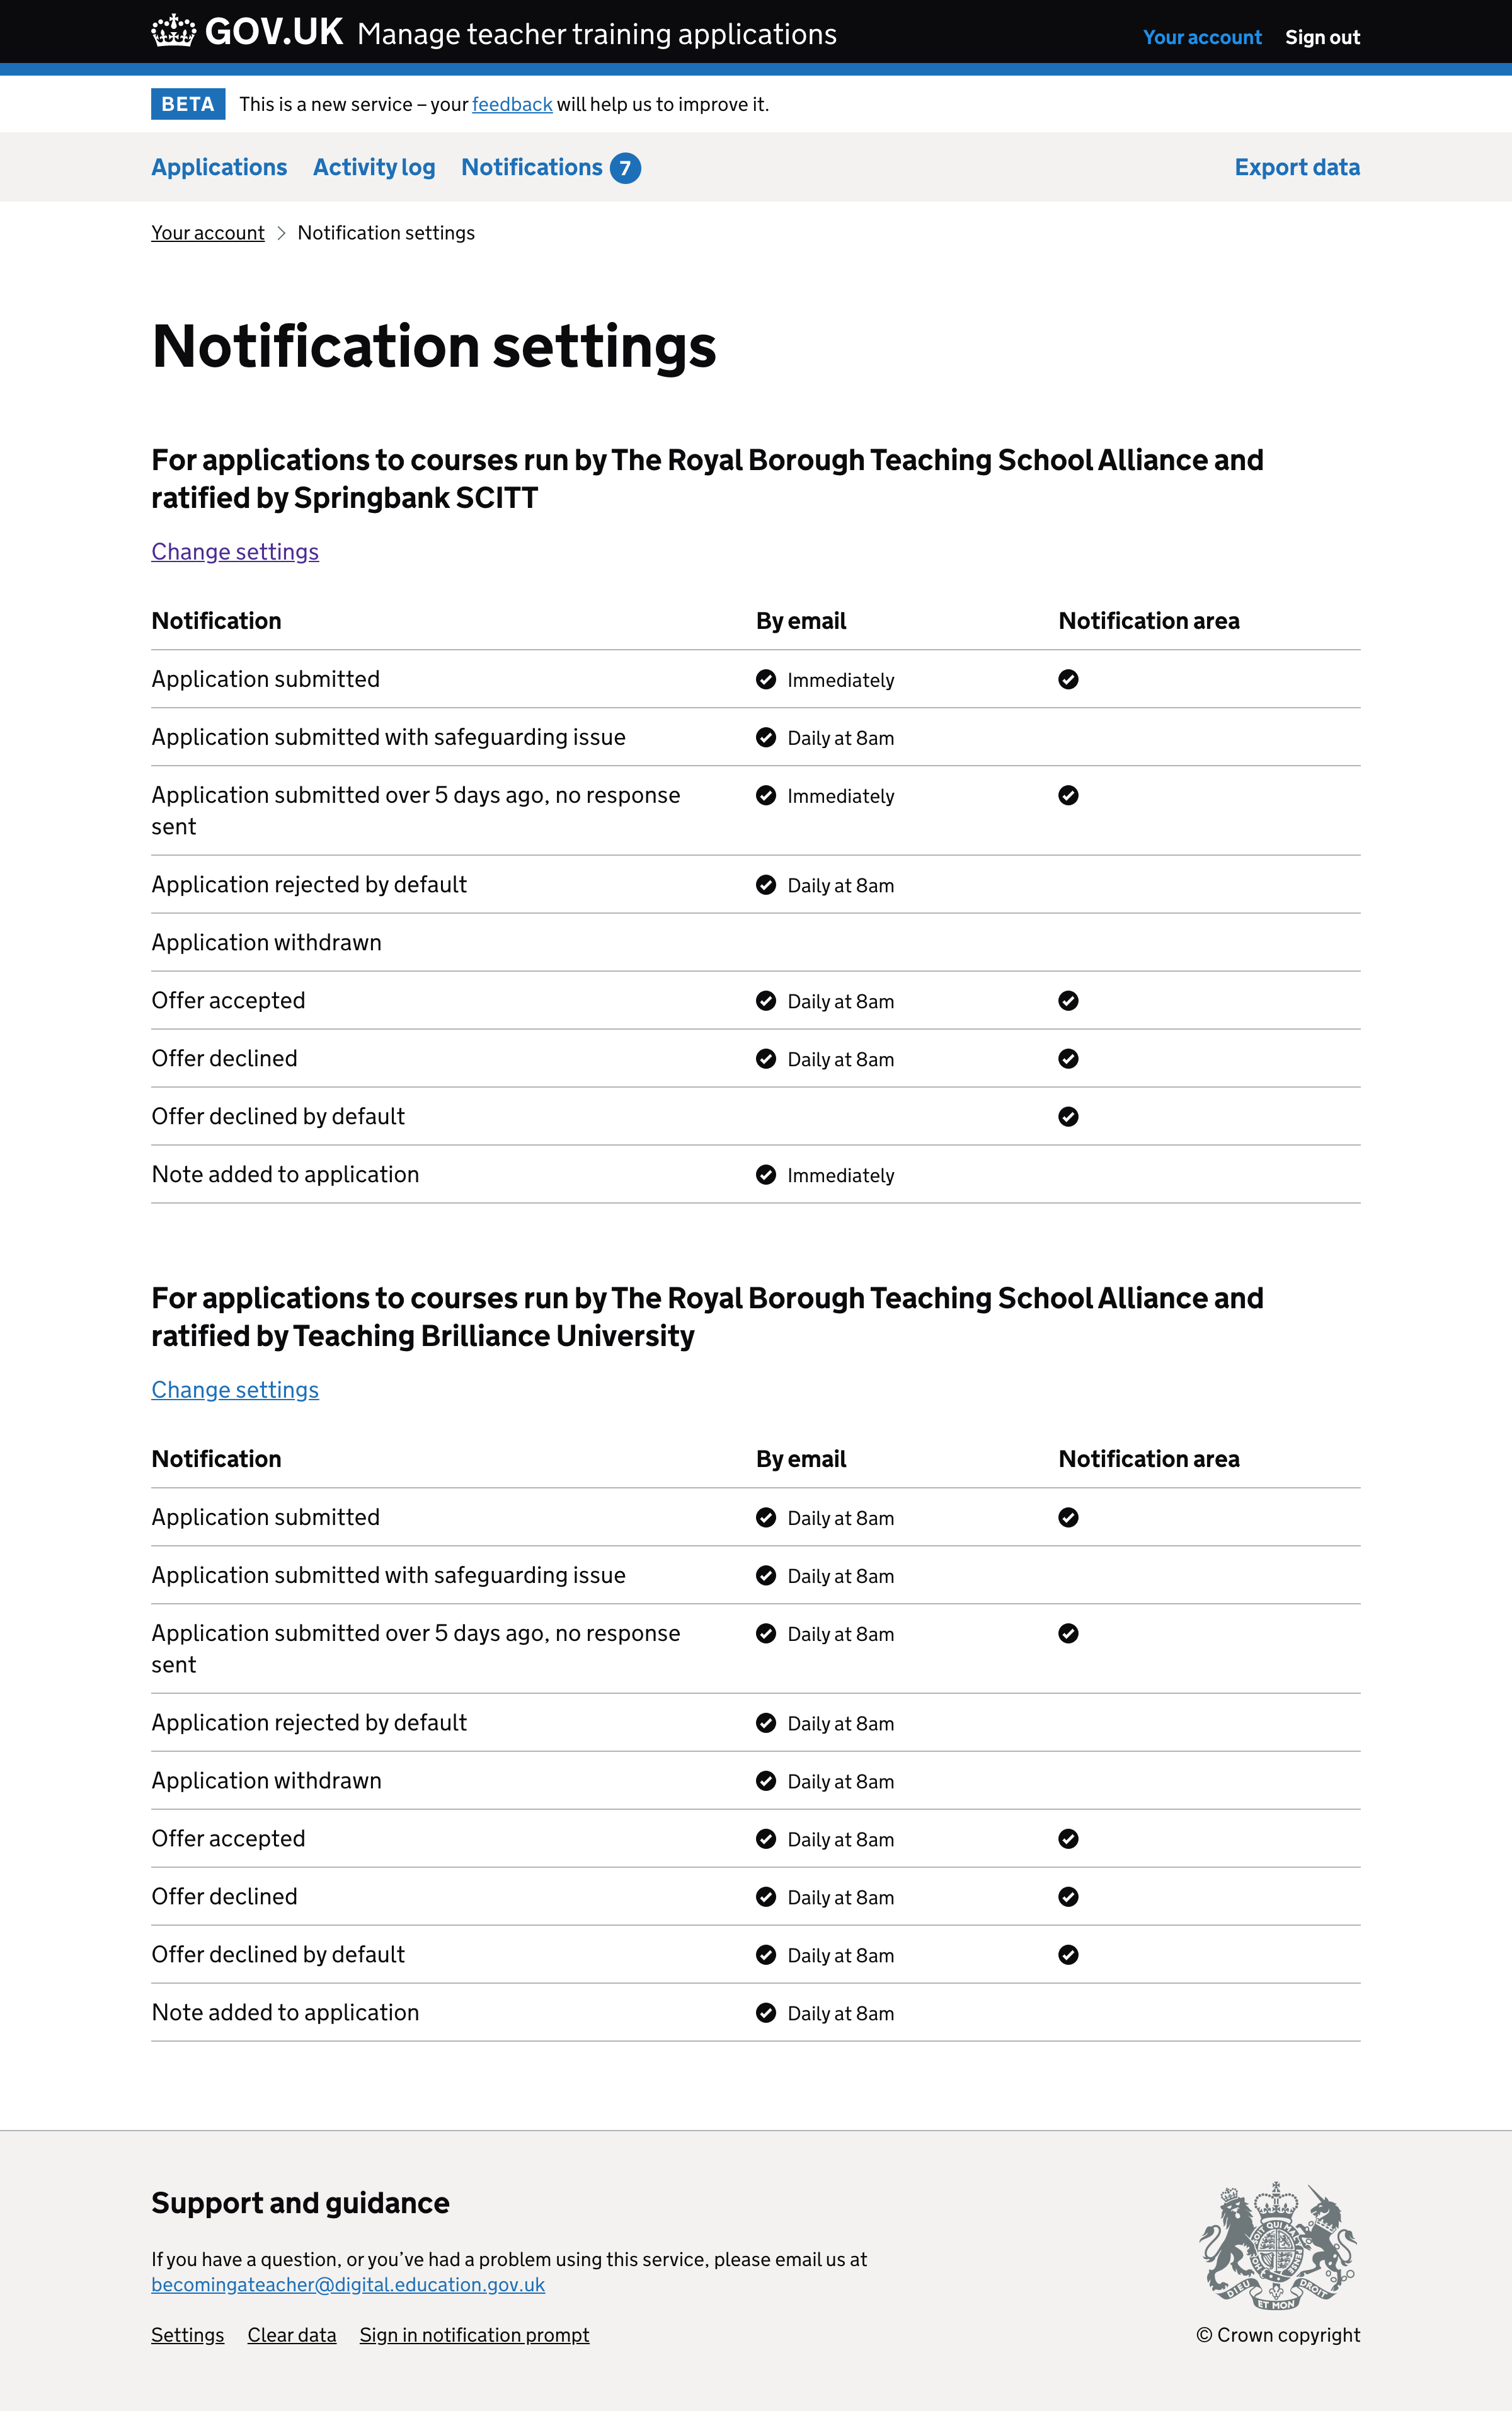 GOV.UK Manage teacher training applications
Your account Sign out
BETA This is a new service – your feedback will help us to improve it.
Applications Activity log Notifications 7 Export data
Your account Notification settings
Notification settings
For applications to courses run by The Royal Borough Teaching School Alliance and
ratified by Springbank SCITT
Change settings
Notification By email Notification area
Application submitted Immediately
Application submitted with safeguarding issue Daily at 8am
Application submitted over 5 days ago, no response Immediately
sent
Application rejected by default Daily at 8am
Application withdrawn
Offer accepted Daily at 8am
Offer declined Daily at 8am
Offer declined by default
Note added to application Immediately
For applications to courses run by The Royal Borough Teaching School Alliance and
ratified by Teaching Brilliance University
Change settings
Notification By email Notification area
Application submitted Daily at 8am
Application submitted with safeguarding issue Daily at 8am
Application submitted over 5 days ago, no response Daily at 8am
sent
Application rejected by default Daily at 8am
Application withdrawn Daily at 8am
Offer accepted Daily at 8am
Offer declined Daily at 8am
Offer declined by default Daily at 8am
Note added to application Daily at 8am
Support and guidance
If you have a question, or you’ve had a problem using this service, please email us at
becomingateacher@digital.education.gov.uk
Settings Clear data Sign in notification prompt
DIEU ET MON DROIT
© Crown copyright